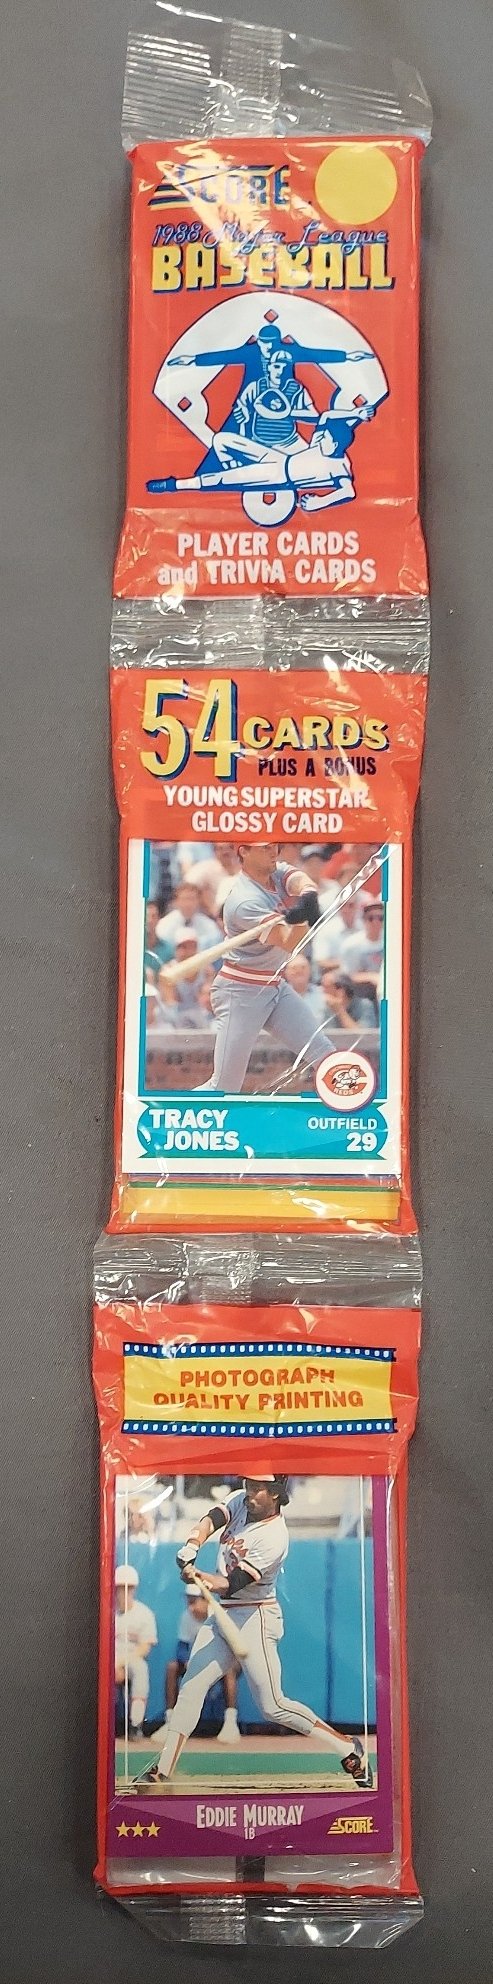 SCORE
1988 Major League
BASEBALL
PLAYER CARDS
and TRIVIA CARDS
54 CARDS
PLUS A BONUS
YOUNG SUPERSTAR
GLOSSY CARD
REDS
TRACY
JONES
OUTFIELD
29
PHOTOGRAPH
QUALITY PRINTING
EDDIE MURRAY
1B
SCORE